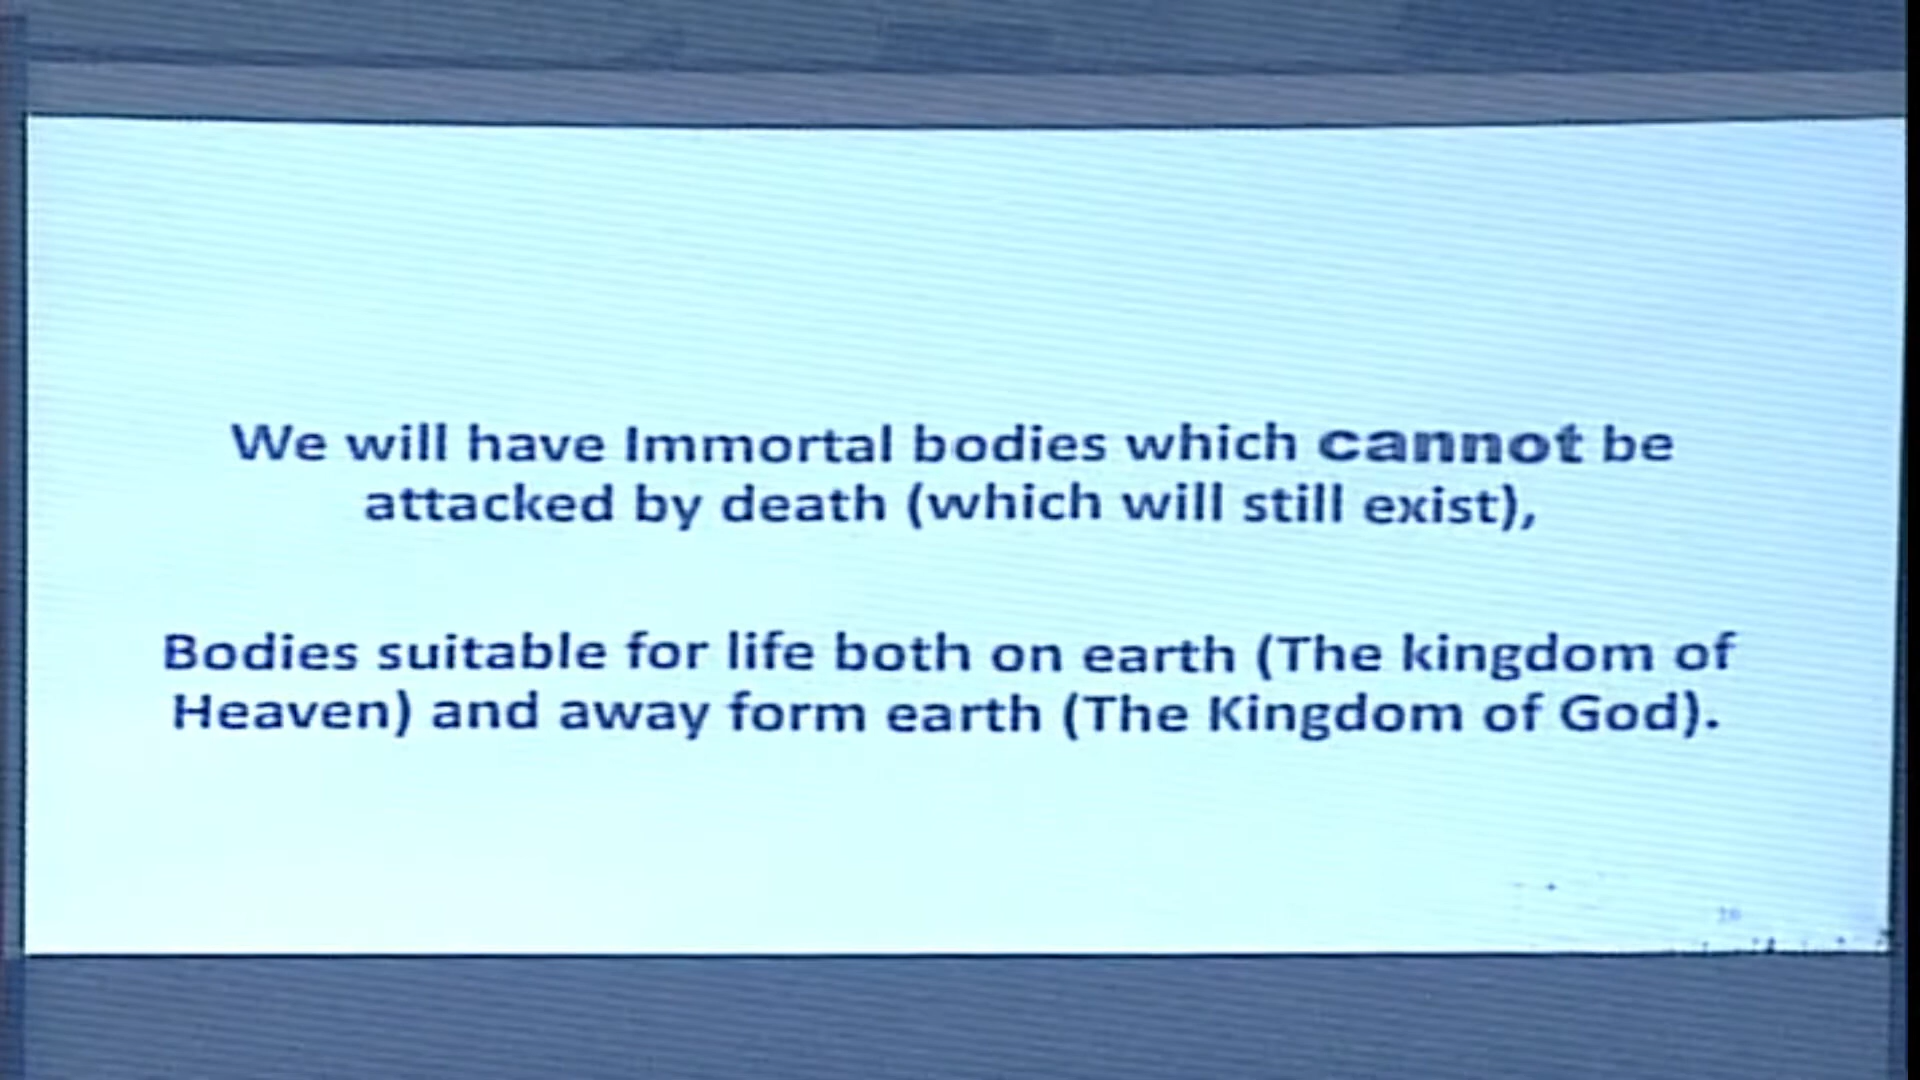 We will have Immortal bodies which cannot be
attacked by death (which will still exist),
Bodies suitable for life both on earth (The kingdom of
Heaven) and away form earth (The Kingdom of God).